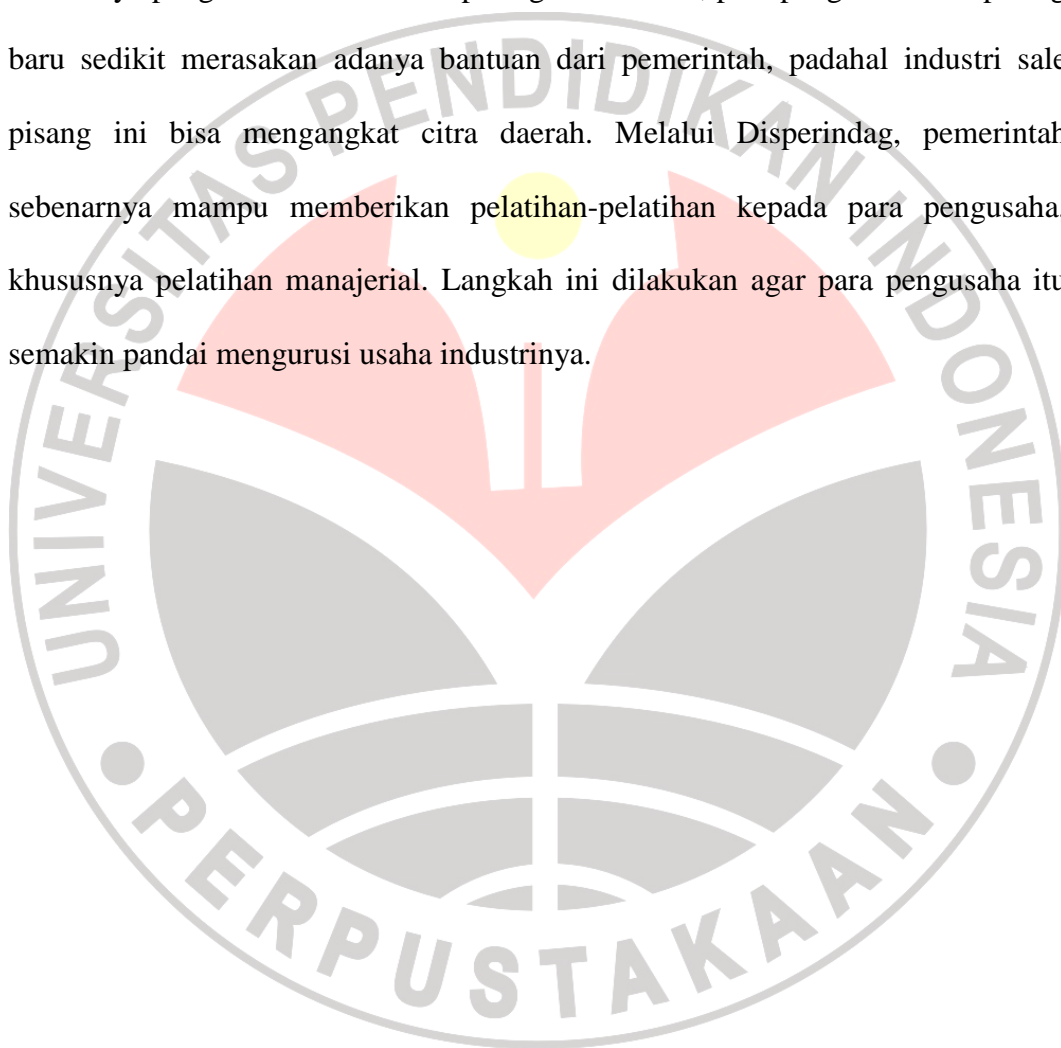 baru sedikit merasakan adanya bantuan dari pemerintah, padahal industri sale
pisang ini bisa mengangkat citra daerah. Melalui Disperindag, pemerintah
sebenarnya mampu memberikan pelatihan-pelatihan kepada para pengusaha,
khususnya pelatihan manajerial. Langkah ini dilakukan agar para pengusaha itu
semakin pandai mengurusi usaha industrinya.
UNIVERSITAS PENDIDIKAN INDONESIA
PERPUSTAKAAN